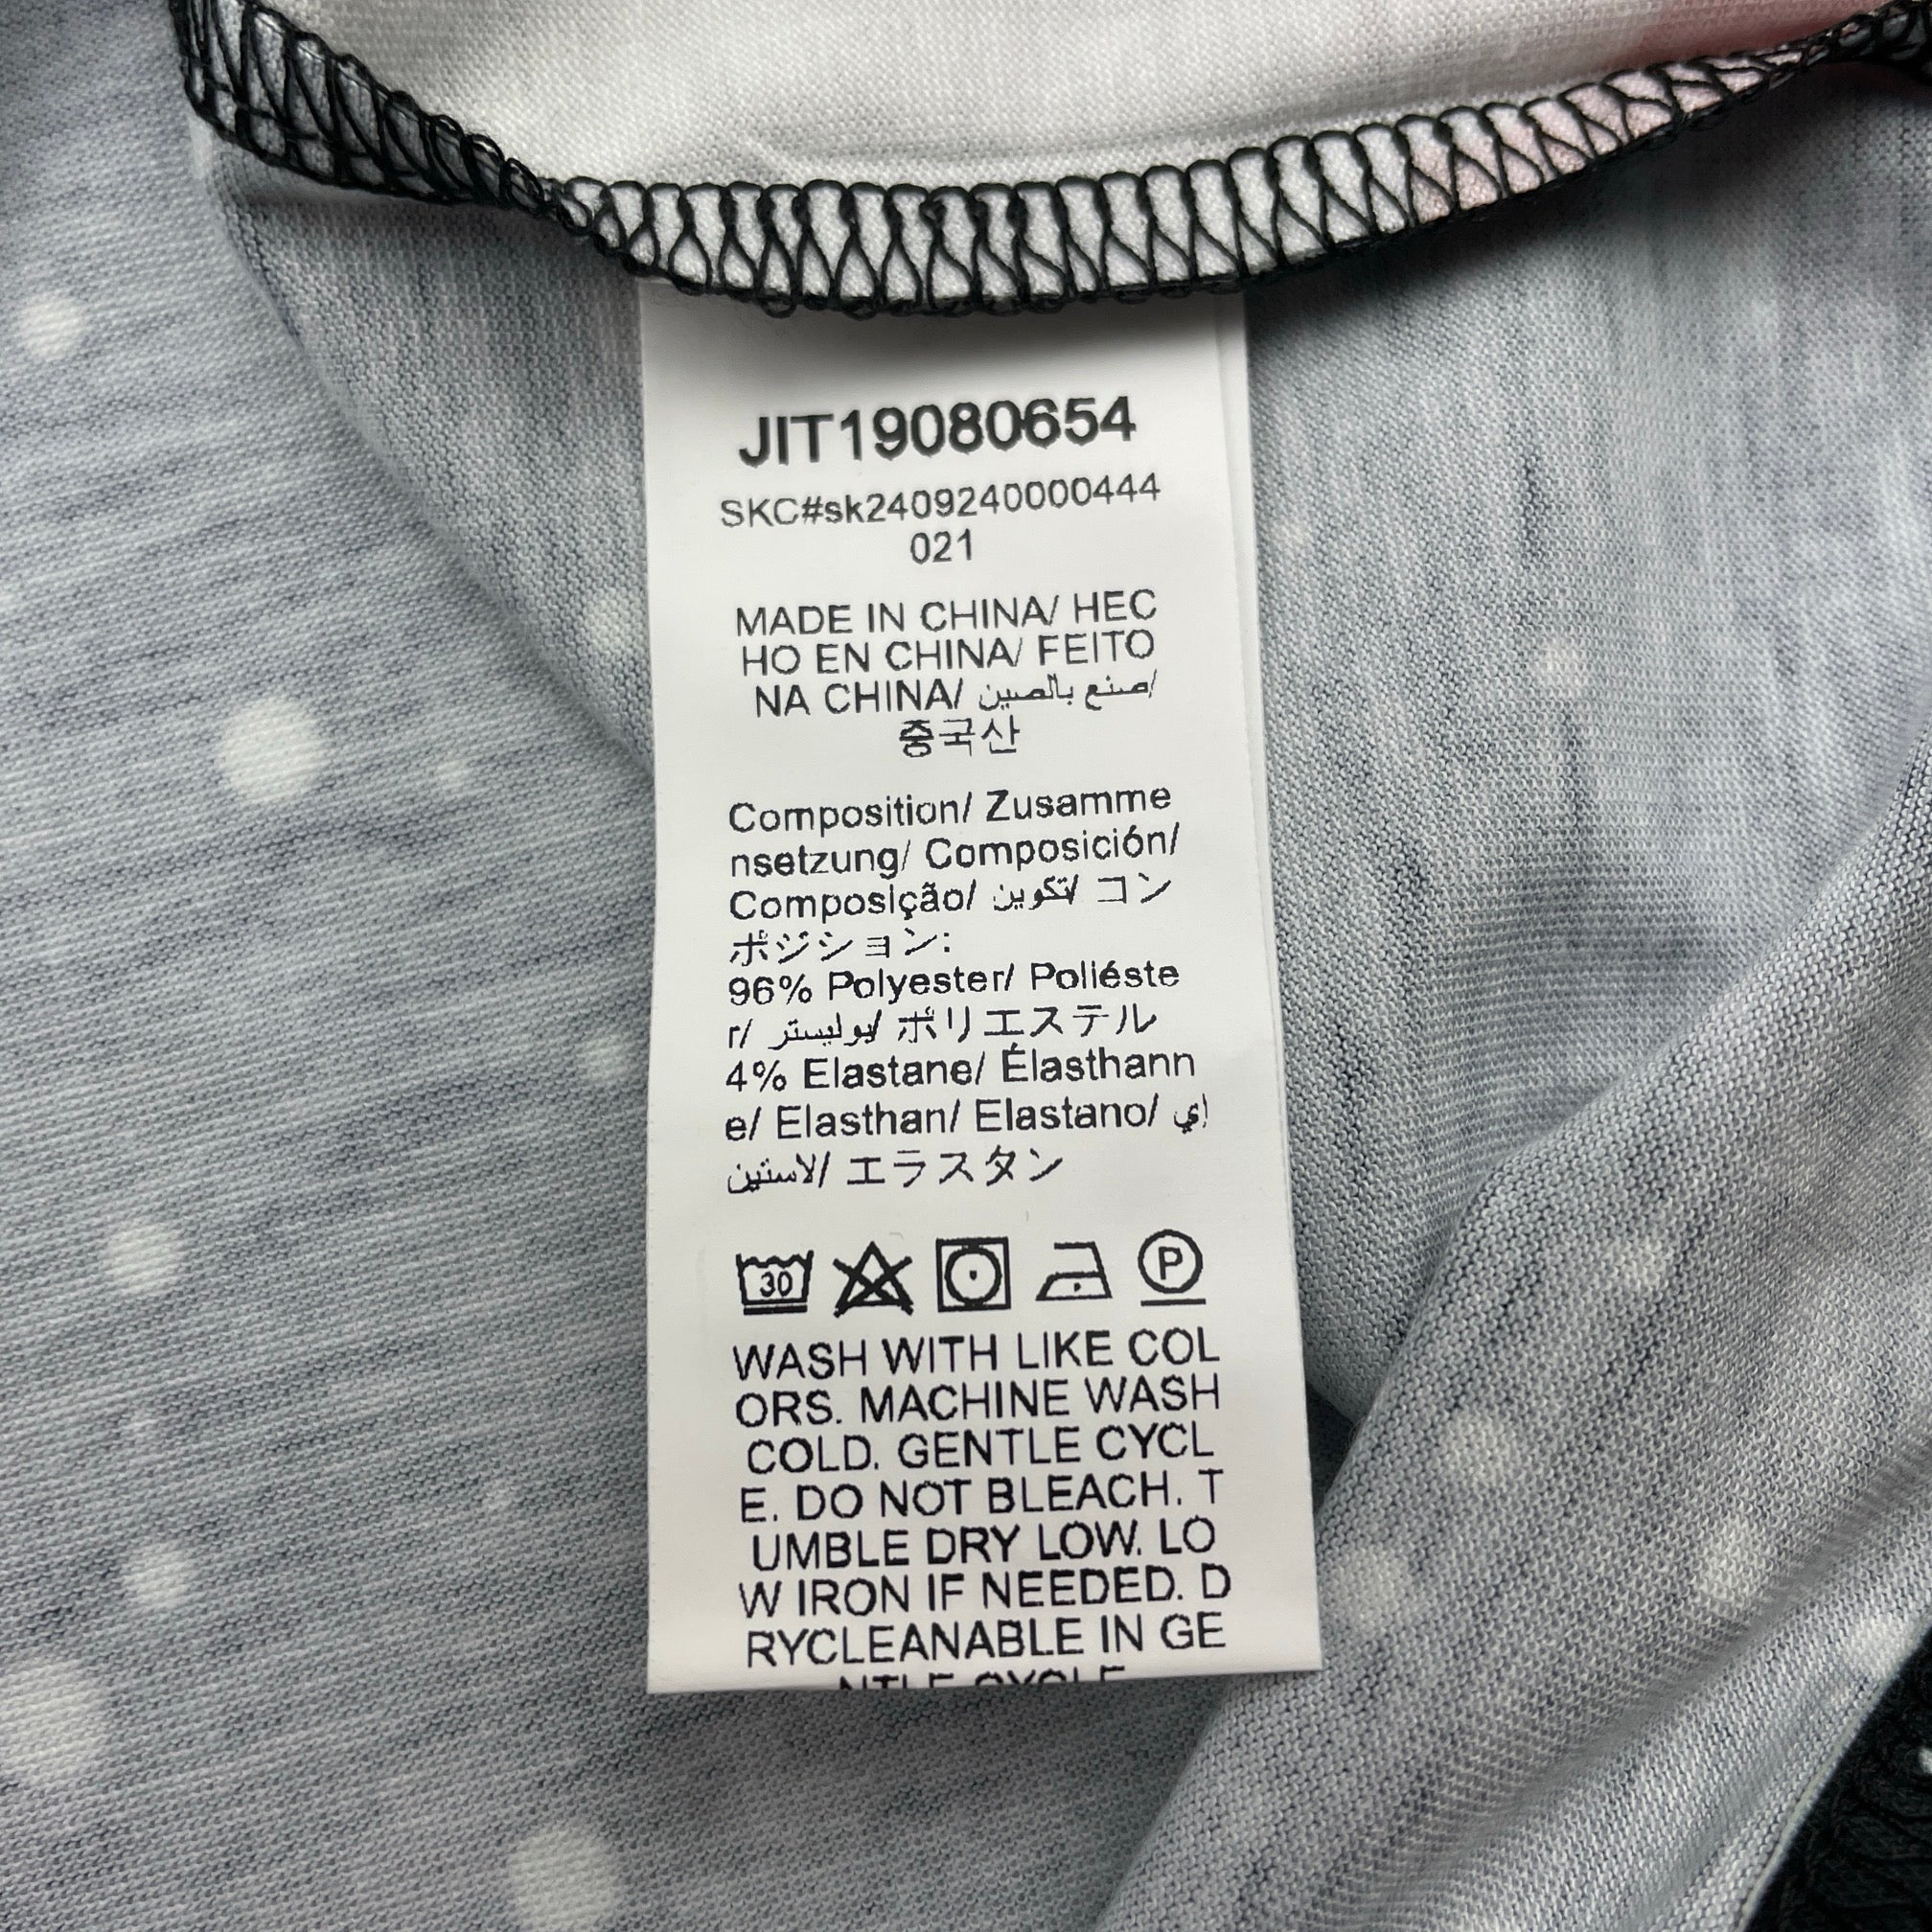 JIT19080654
SKC#sk2409240000444
021
MADE IN CHINA/ HEC
HO EN CHINA/ FEITO
NA CHINA/ صنع بالصين/
중국산
Composition/ Zusamme
nsetzung/ Composición/
Composição/ تكوين/ コン
ポジション:
96% Polyester/ Poliéste
r/ بوليستر/ ポリエステル
4% Elastane/ Élasthann
e/ Elasthan/ Elastano/ إي
لاستين/ エラスタン
30 P
WASH WITH LIKE COL
ORS. MACHINE WASH
COLD. GENTLE CYCL
E. DO NOT BLEACH. T
UMBLE DRY LOW. LO
W IRON IF NEEDED. D
RYCLEANABLE IN GE
NTLE CYCLE